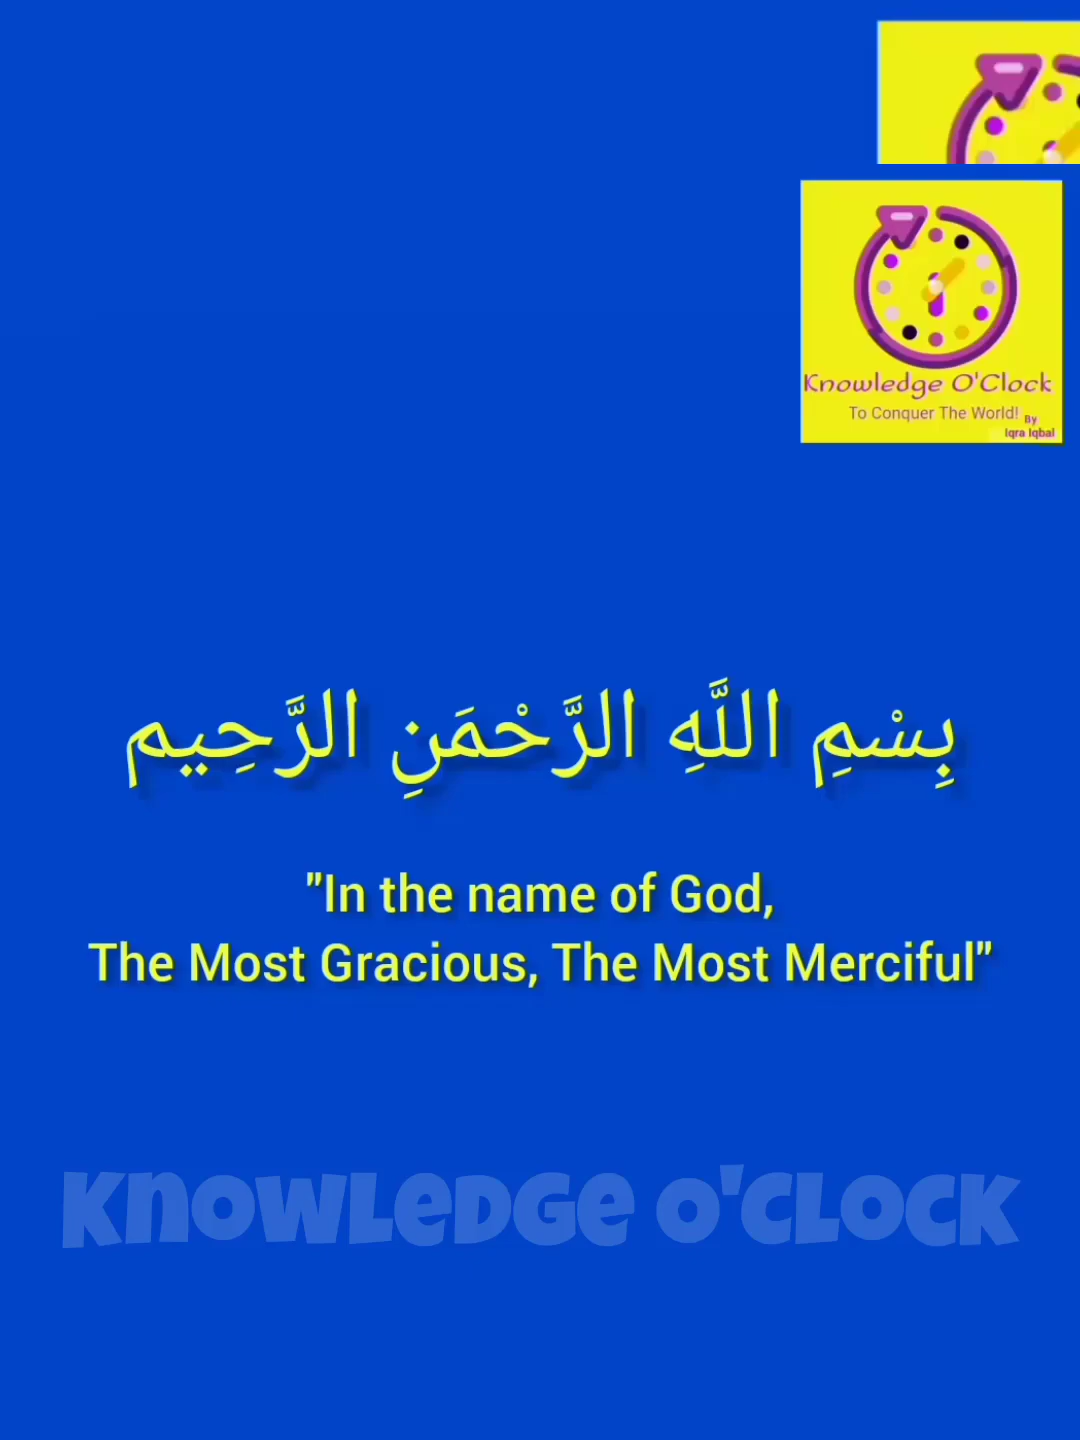 Knowledge O'Clock
To Conquer The World!
By
Iqra Iqbal
بِسْمِ اللَّهِ الرَّحْمَنِ الرَّحِيم
"In the name of God,
The Most Gracious, The Most Merciful"
KnowLedge o'cLocK